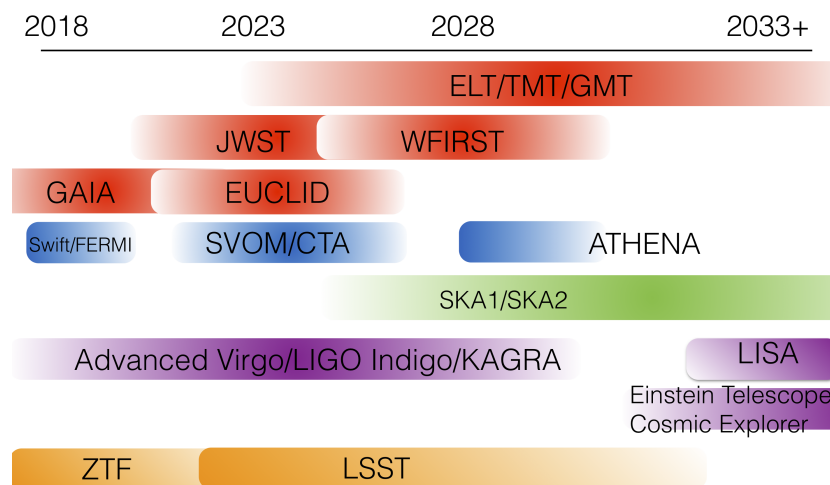 2018 2023 2028 2033+
ELT/TMT/GMT
JWST WFIRST
GAIA EUCLID
Swift/FERMI SVOM/CTA ATHENA
SKA1/SKA2
Advanced Virgo/LIGO Indigo/KAGRA LISA
Einstein Telescope
Cosmic Explorer
ZTF LSST